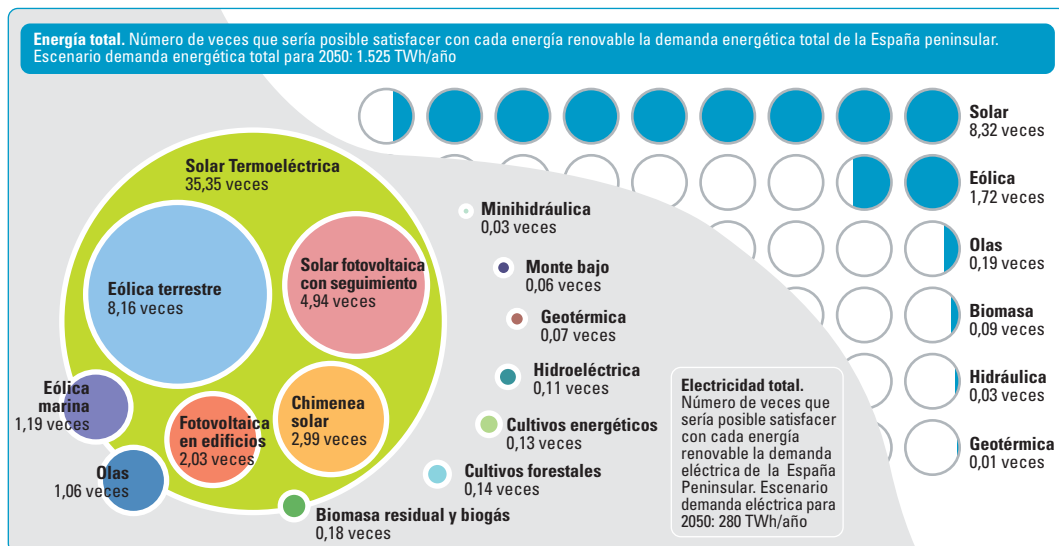 Energía total. Número de veces que sería posible satisfacer con cada energía renovable la demanda energética total de la España peninsular.
Escenario demanda energética total para 2050: 1.525 TWh/año
Solar
8,32 veces
Eólica
1,72 veces
Olas
0,19 veces
Biomasa
0,09 veces
Hidráulica
0,03 veces
Geotérmica
0,01 veces
Solar Termoeléctrica
35,35 veces
Eólica terrestre
8,16 veces
Solar fotovoltaica
con seguimiento
4,94 veces
Eólica
marina
1,19 veces
Fotovoltaica
en edificios
2,03 veces
Chimenea
solar
2,99 veces
Olas
1,06 veces
Minihidráulica
0,03 veces
Monte bajo
0,06 veces
Geotérmica
0,07 veces
Hidroeléctrica
0,11 veces
Cultivos energéticos
0,13 veces
Cultivos forestales
0,14 veces
Biomasa residual y biogás
0,18 veces
Electricidad total.
Número de veces que
sería posible satisfacer
con cada energía
renovable la demanda
eléctrica de la España
Peninsular. Escenario
demanda eléctrica para
2050: 280 TWh/año